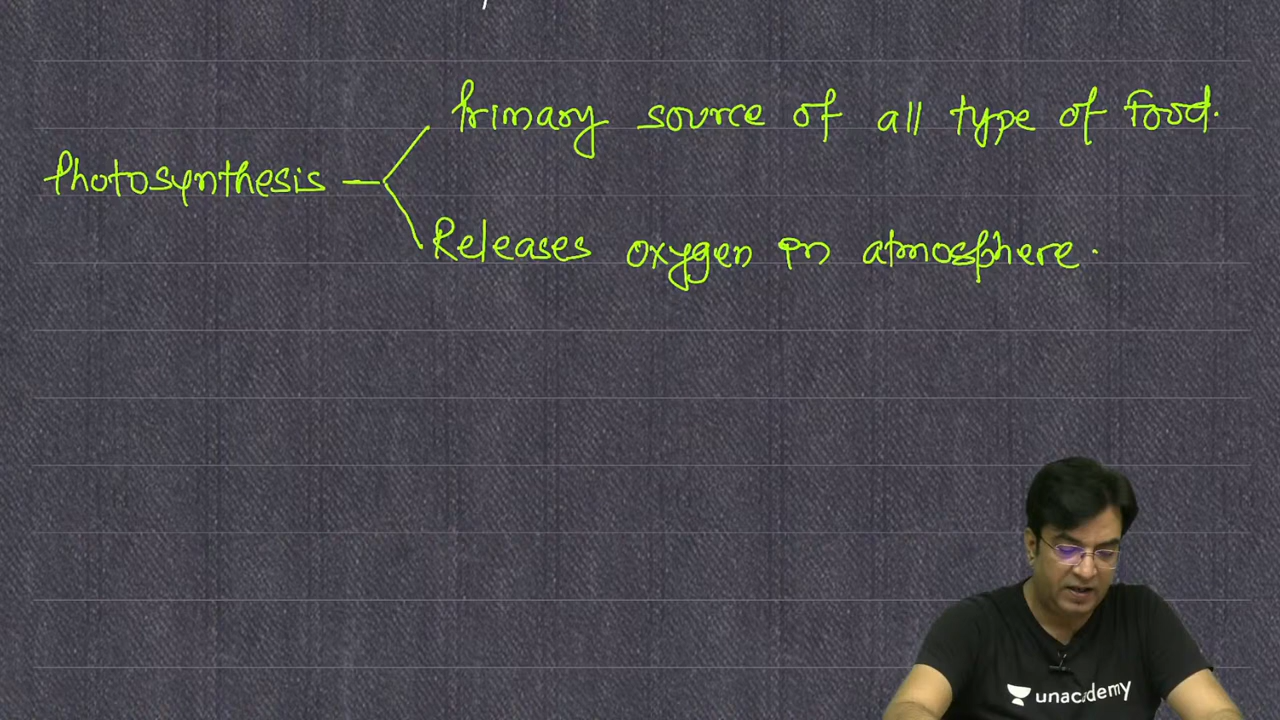 Primary source of all type of Food.
Photosynthesis
Releases oxygen in atmosphere.
unacademy